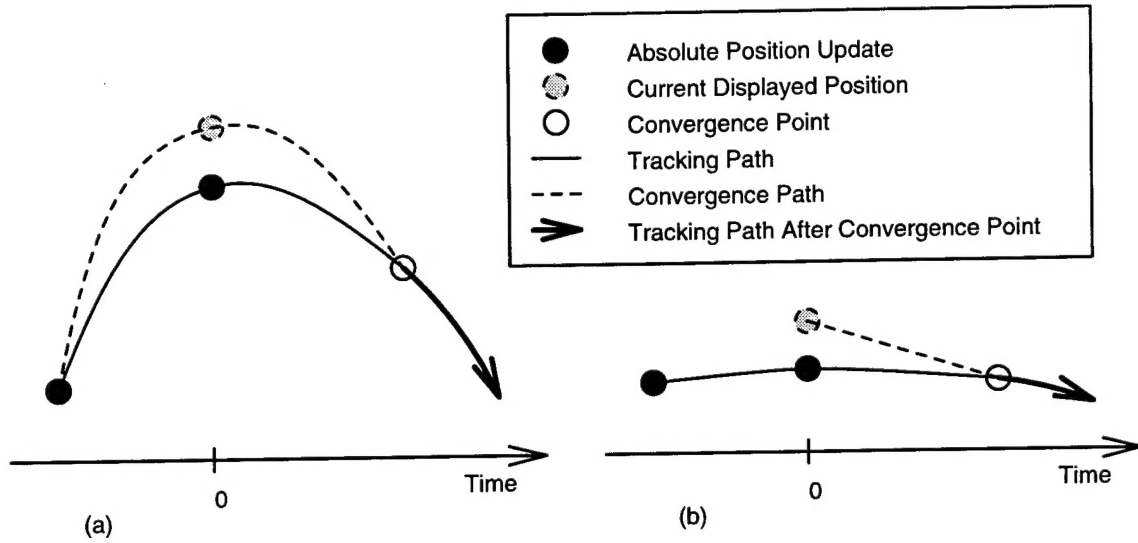 Absolute Position Update
Current Displayed Position
Convergence Point
Tracking Path
Convergence Path
Tracking Path After Convergence Point
0
Time
(a)
0
Time
(b)